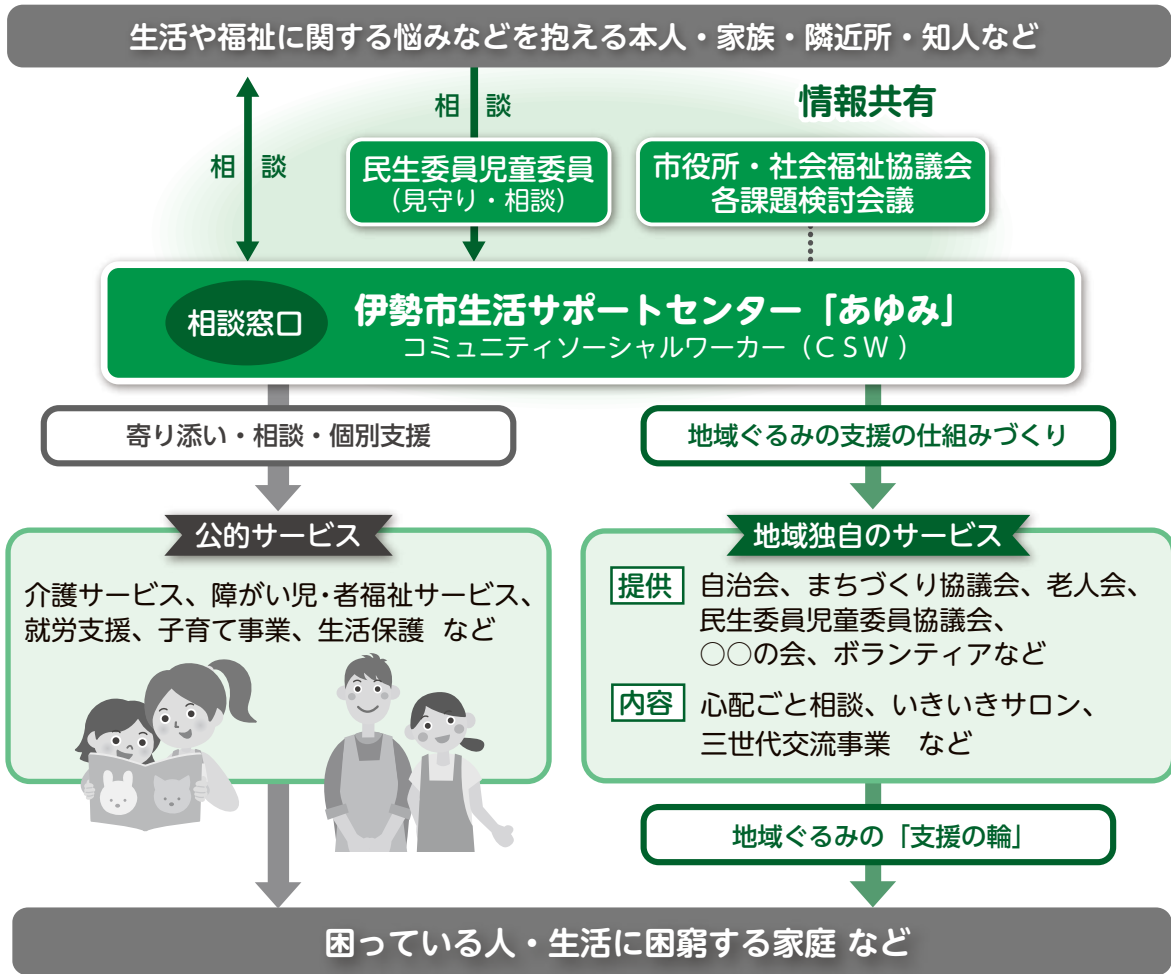 生活や福祉に関する悩みなどを抱える本人・家族・隣近所・知人など
相談
相談
情報共有
民生委員児童委員
（見守り・相談）
市役所・社会福祉協議会
各課題検討会議
相談窓口
伊勢市生活サポートセンター「あゆみ」
コミュニティソーシャルワーカー（ＣＳＷ）
寄り添い・相談・個別支援
地域ぐるみの支援の仕組みづくり
公的サービス
介護サービス、障がい児・者福祉サービス、
就労支援、子育て事業、生活保護 など
地域独自のサービス
提供 自治会、まちづくり協議会、老人会、
民生委員児童委員協議会、
○○の会、ボランティアなど
内容 心配ごと相談、いきいきサロン、
三世代交流事業　など
地域ぐるみの「支援の輪」
困っている人・生活に困窮する家庭 など